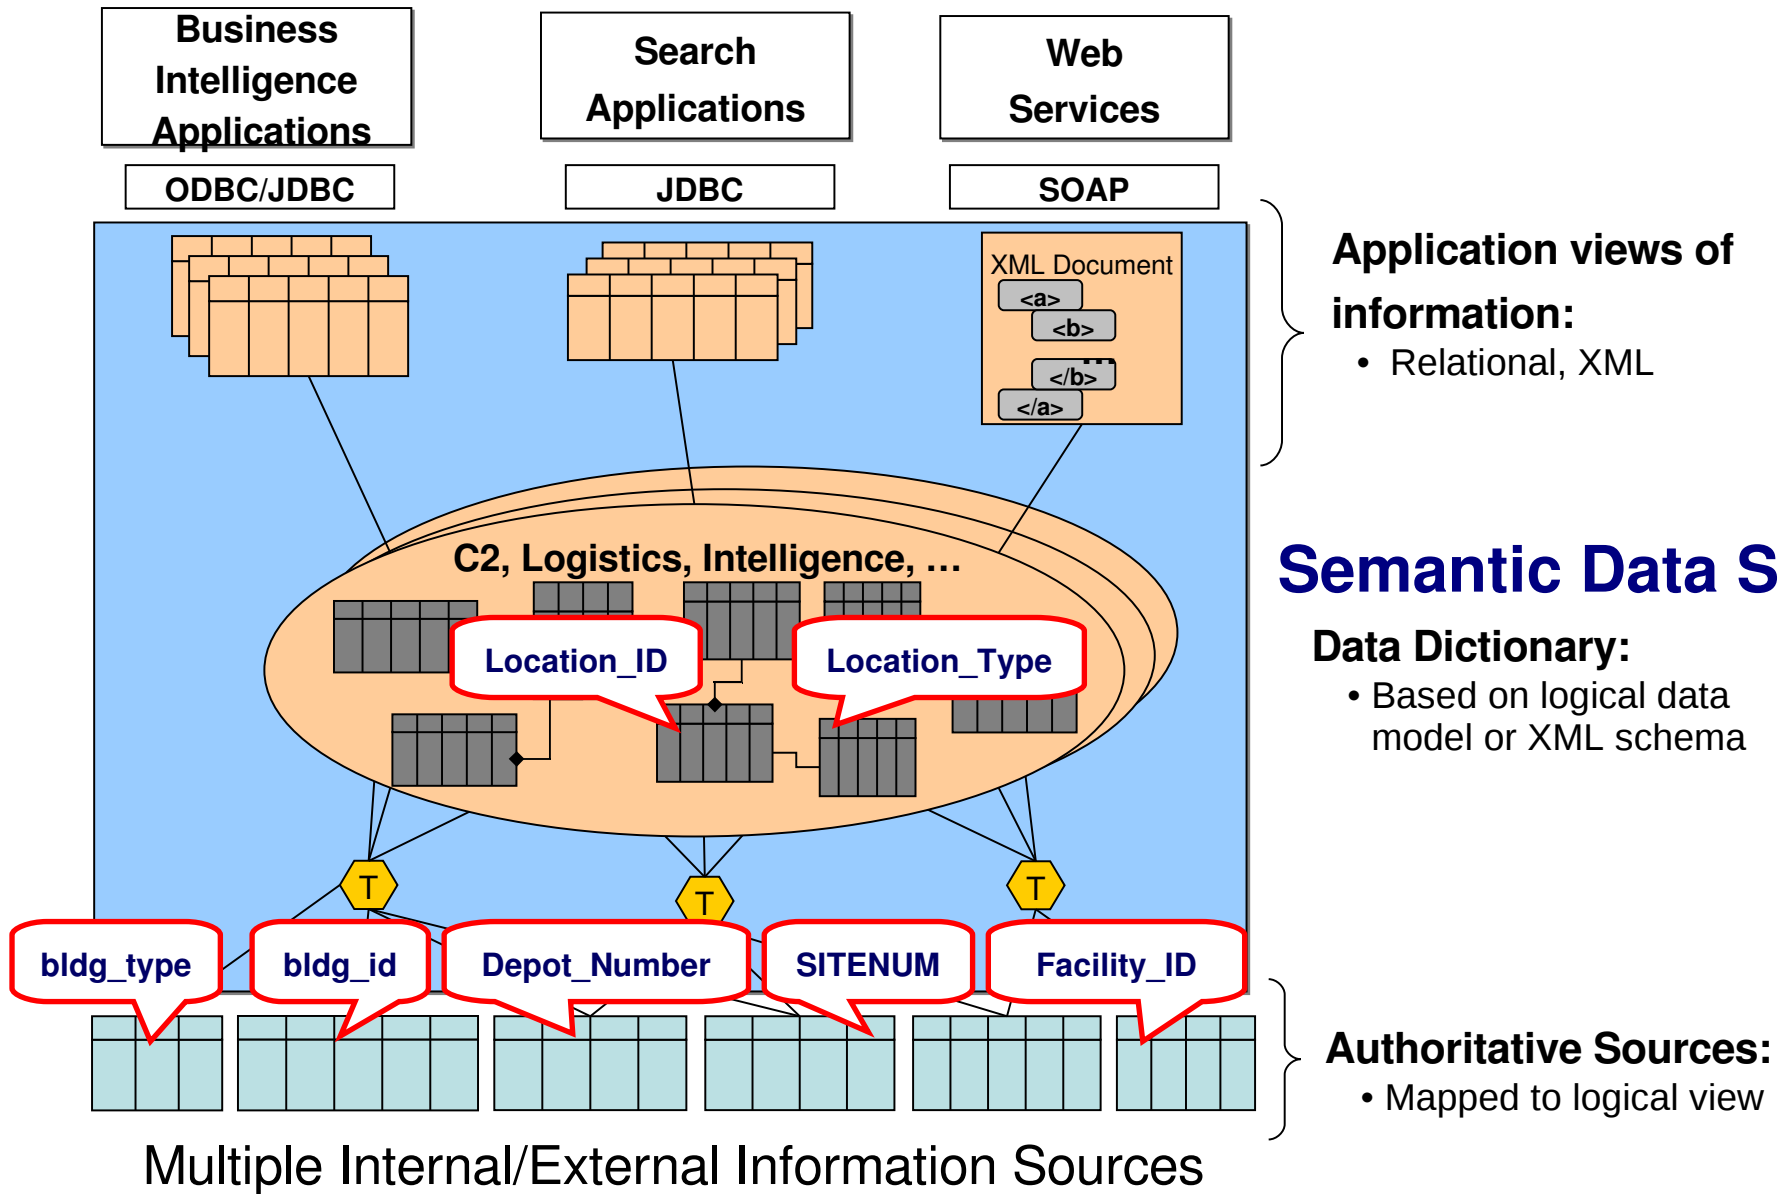 Business
Intelligence
Applications
Search
Applications
Web
Services
ODBC/JDBC
JDBC
SOAP
XML Document
<a>
<b>
...
</b>
</a>
Application views of
information:
• Relational, XML
C2, Logistics, Intelligence, …
Semantic Data S
Location_ID
Location_Type
Data Dictionary:
• Based on logical data
model or XML schema
T
T
T
bldg_type
bldg_id
Depot_Number
SITENUM
Facility_ID
Authoritative Sources:
• Mapped to logical view
Multiple Internal/External Information Sources